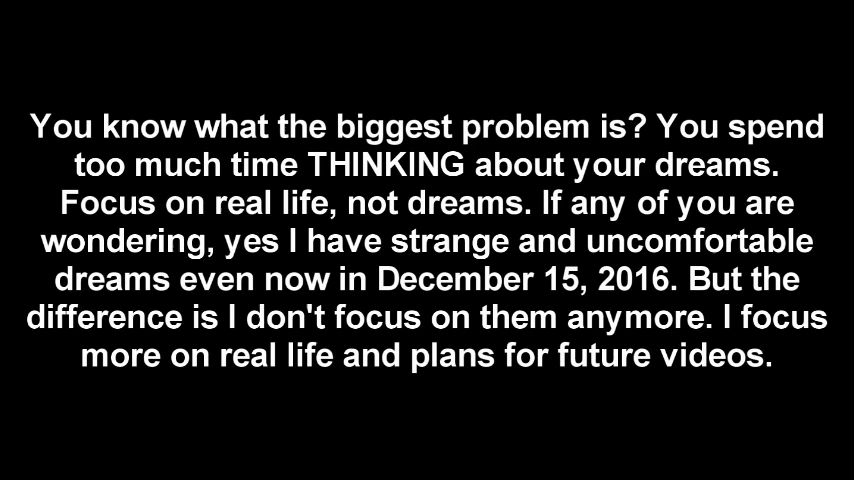 You know what the biggest problem is? You spend
too much time THINKING about your dreams.
Focus on real life, not dreams. If any of you are
wondering, yes I have strange and uncomfortable
dreams even now in December 15, 2016. But the
difference is I don't focus on them anymore. I focus
more on real life and plans for future videos.